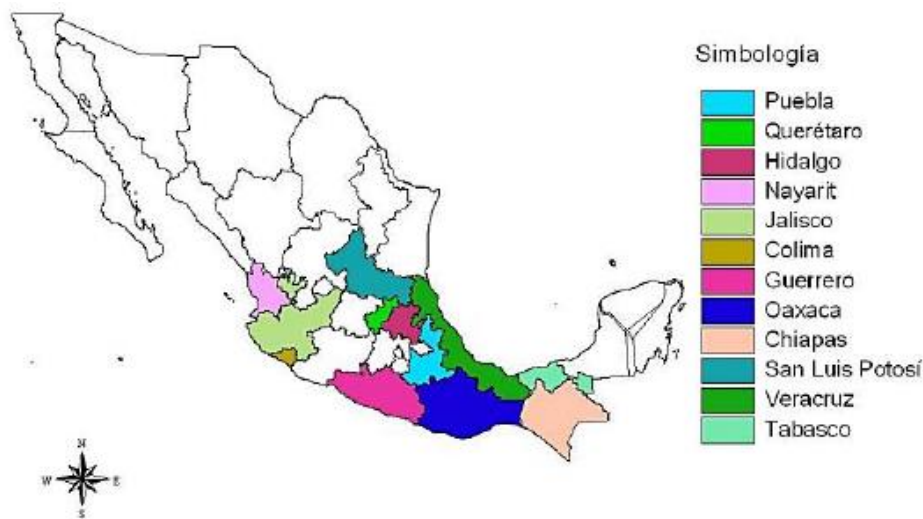 Simbología
Puebla
Querétaro
Hidalgo
Nayarit
Jalisco
Colima
Guerrero
Oaxaca
Chiapas
San Luis Potosí
Veracruz
Tabasco
N
W E
S